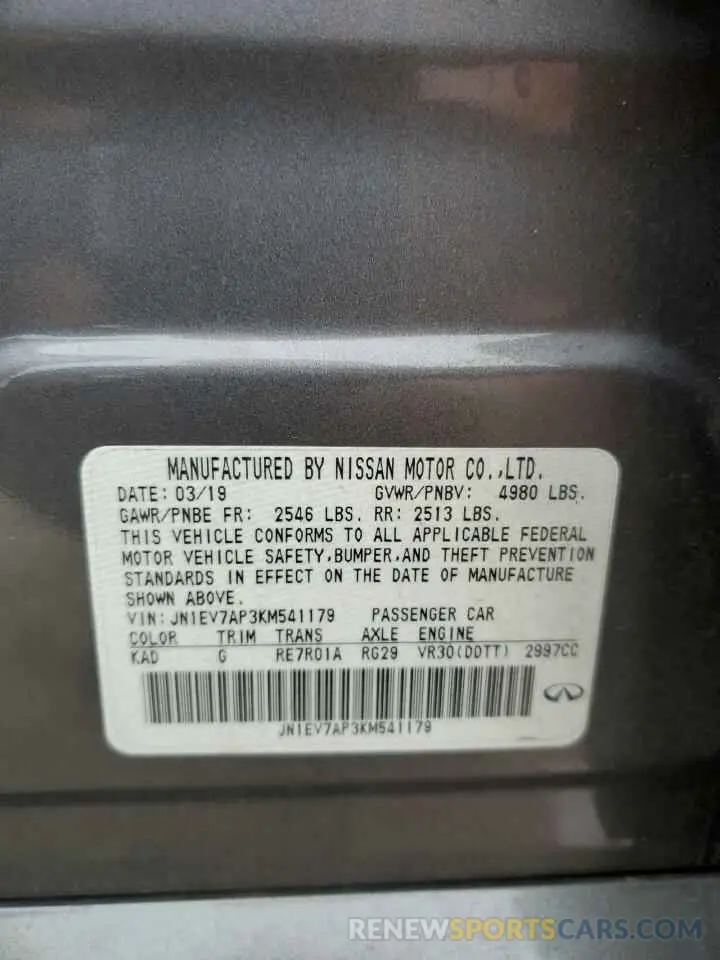 MANUFACTURED BY NISSAN MOTOR CO.,LTD.
DATE: 03/19 GVWR/PNBV: 4980 LBS.
GAWR/PNBE FR: 2546 LBS. RR: 2513 LBS.
THIS VEHICLE CONFORMS TO ALL APPLICABLE FEDERAL
MOTOR VEHICLE SAFETY,BUMPER,AND THEFT PREVENTION
STANDARDS IN EFFECT ON THE DATE OF MANUFACTURE
SHOWN ABOVE.
VIN:JN1EV7AP3KM541179 PASSENGER CAR
COLOR TRIM TRANS AXLE ENGINE
KAD G RE7R01A RG29 VR30(DDTT) 2997CC
JN1EV7AP3KM541179
RENEWSPORTSCARS.COM